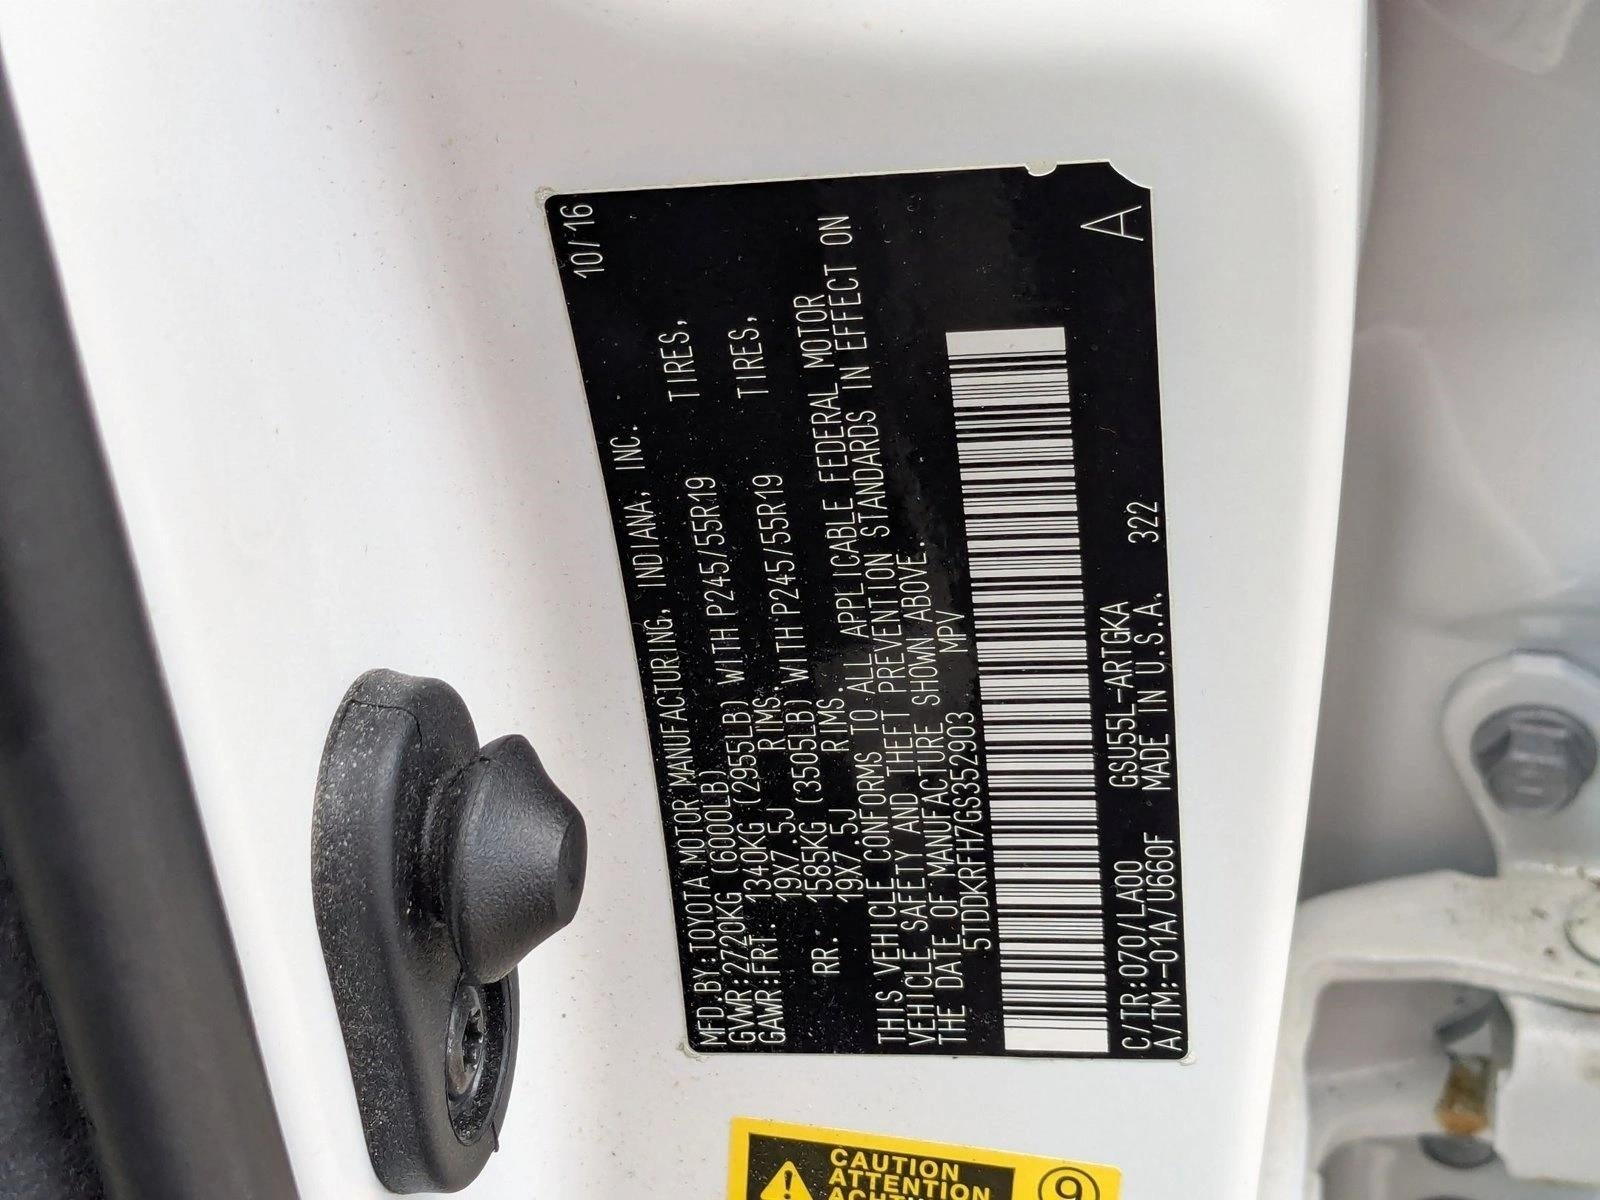 MFD.BY:TOYOTA MOTOR MANUFACTURING, INDIANA, INC. 10/16
GVWR:2720KG (6000LB)
GAWR:FRT. 1340KG (2955LB) WITH P245/55R19 TIRES,
19X7.5J RIMS.
RR. 1585KG (3505LB) WITH P245/55R19 TIRES,
19X7.5J RIMS.
THIS VEHICLE CONFORMS TO ALL APPLICABLE FEDERAL MOTOR
VEHICLE SAFETY AND THEFT PREVENTION STANDARDS IN EFFECT ON
THE DATE OF MANUFACTURE SHOWN ABOVE.
5TDDKRFH7GS352903 MPV
C/TR:070/LA00 GSU55L-ARTGKA
A/TM:-01A/U660F MADE IN U.S.A. 322
A
CAUTION
ATTENTION
ACHTUNG
9